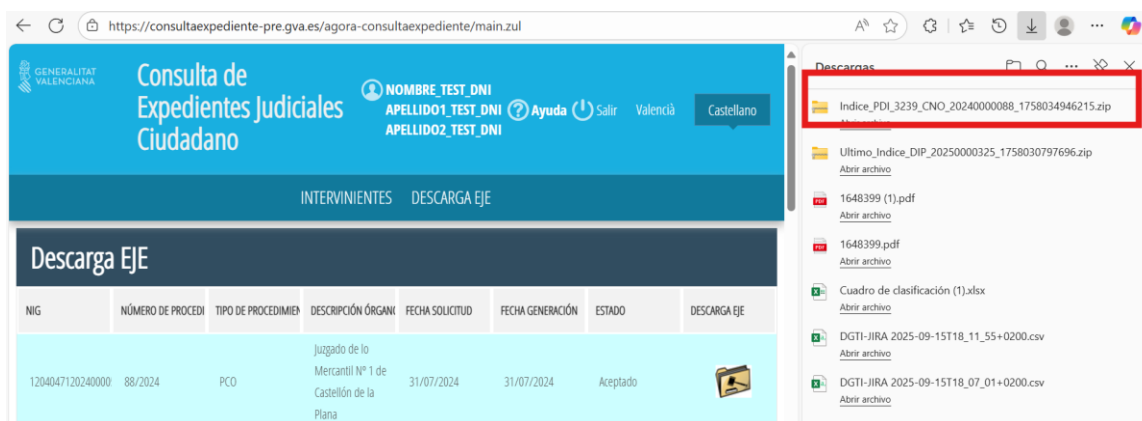 https://consultaexpediente-pre.gva.es/agora-consultaexpediente/main.zul
GENERALITAT
VALENCIANA
Consulta de
Expedientes Judiciales
Ciudadano
NOMBRE_TEST_DNI
APELLIDO1_TEST_DNI
APELLIDO2_TEST_DNI
Ayuda
Salir
Valencià
Castellano
INTERVINIENTES DESCARGA EJE
Descarga EJE
NIG NÚMERO DE PROCEDI TIPO DE PROCEDIMIEN DESCRIPCIÓN ÓRGAN FECHA SOLICITUD FECHA GENERACIÓN ESTADO DESCARGA EJE
1204047120240000 88/2024 PCO
Juzgado de lo
Mercantil Nº 1 de
Castellón de la
Plana
31/07/2024 31/07/2024 Aceptado
Descargas
Indice_PDI_3239_CNO_20240000088_1758034946215.zip
Abrir archivo
Ultimo_Indice_DIP_20250000325_1758030797696.zip
Abrir archivo
1648399 (1).pdf
Abrir archivo
1648399.pdf
Abrir archivo
Cuadro de clasificación (1).xlsx
Abrir archivo
DGTI-JIRA 2025-09-15T18_11_55+0200.csv
Abrir archivo
DGTI-JIRA 2025-09-15T18_07_01+0200.csv
Abrir archivo